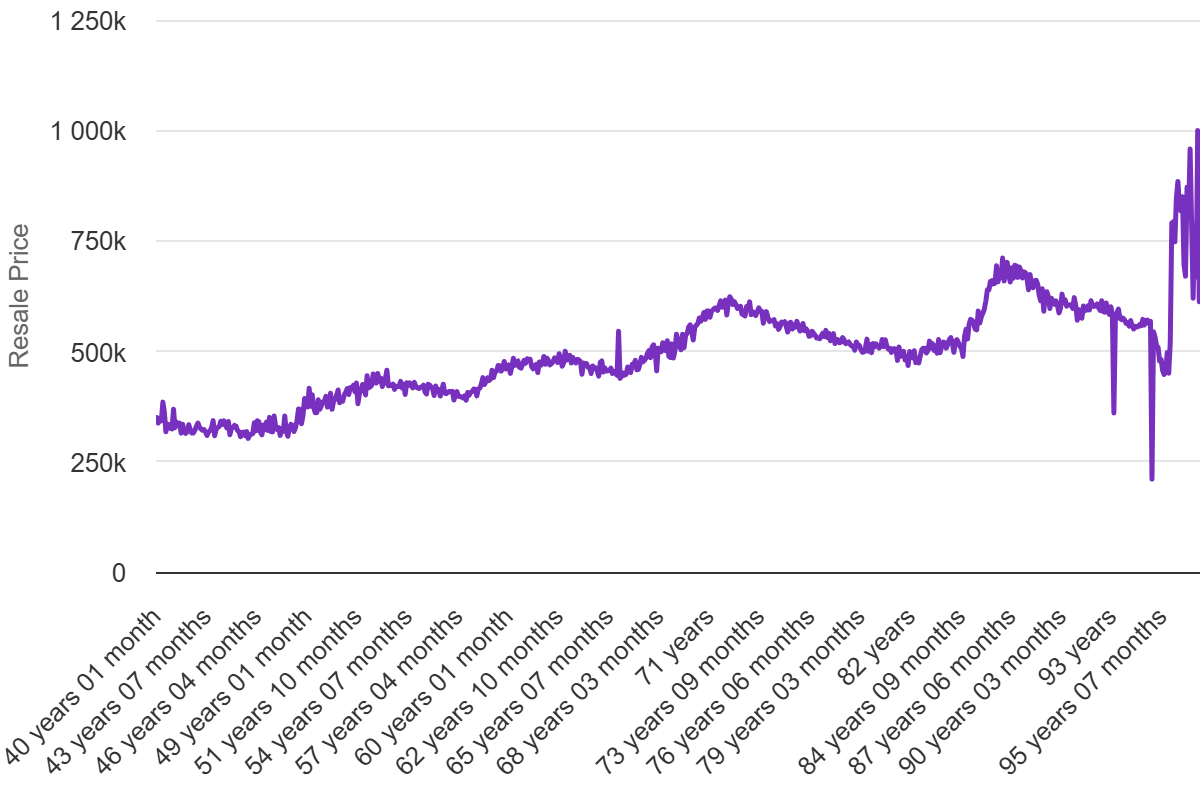 1 250k
1 000k
750k
500k
250k
0
Resale Price
40 years 01 month
43 years 07 months
46 years 04 months
49 years 01 month
51 years 10 months
54 years 07 months
57 years 04 months
60 years 01 month
62 years 10 months
65 years 07 months
68 years 03 months
71 years
73 years 09 months
76 years 06 months
79 years 03 months
82 years
84 years 09 months
87 years 06 months
90 years 03 months
93 years
95 years 07 months